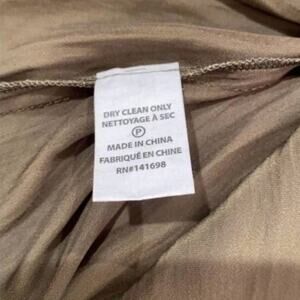 DRY CLEAN ONLY
NETTOYAGE À SEC
P
MADE IN CHINA
FABRIQUÉ EN CHINE
RN#141698